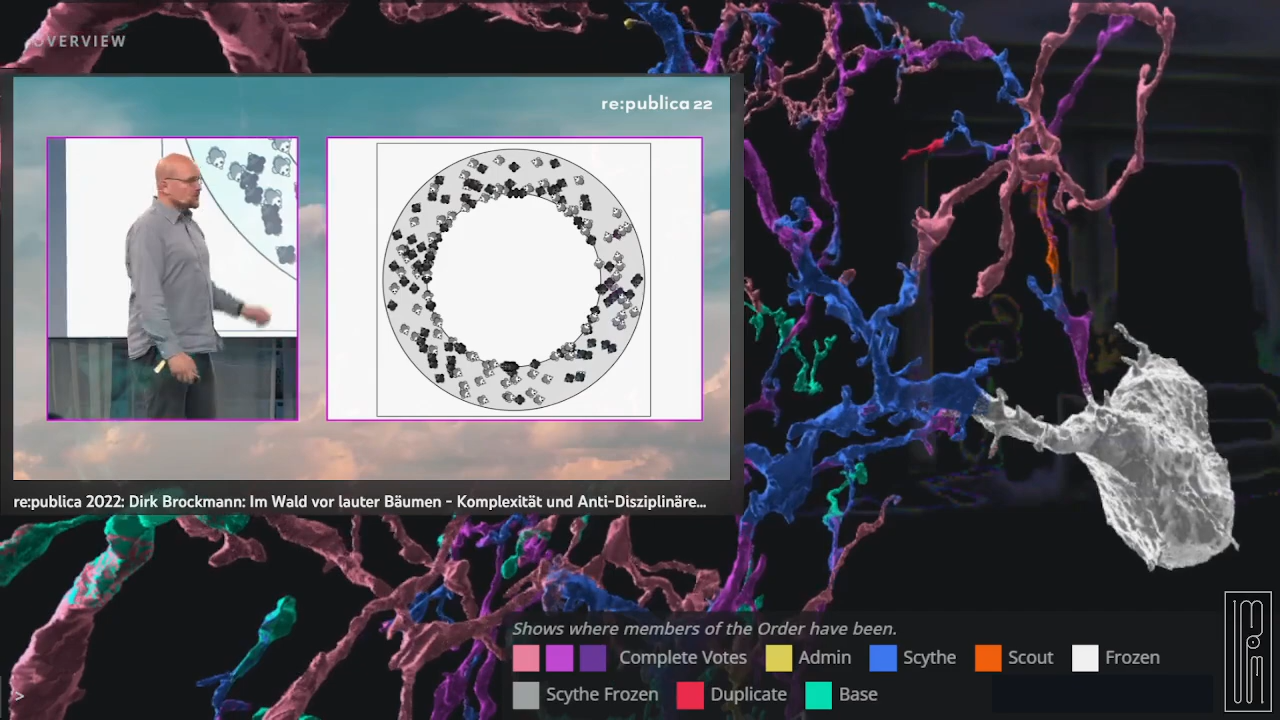 OVERVIEW
re:publica 22
re:publica 2022: Dirk Brockmann: Im Wald vor lauter Bäumen – Komplexität und Anti-Disziplinäre...
Shows where members of the Order have been.
Complete Votes Admin Scythe Scout Frozen
Scythe Frozen Duplicate Base
>